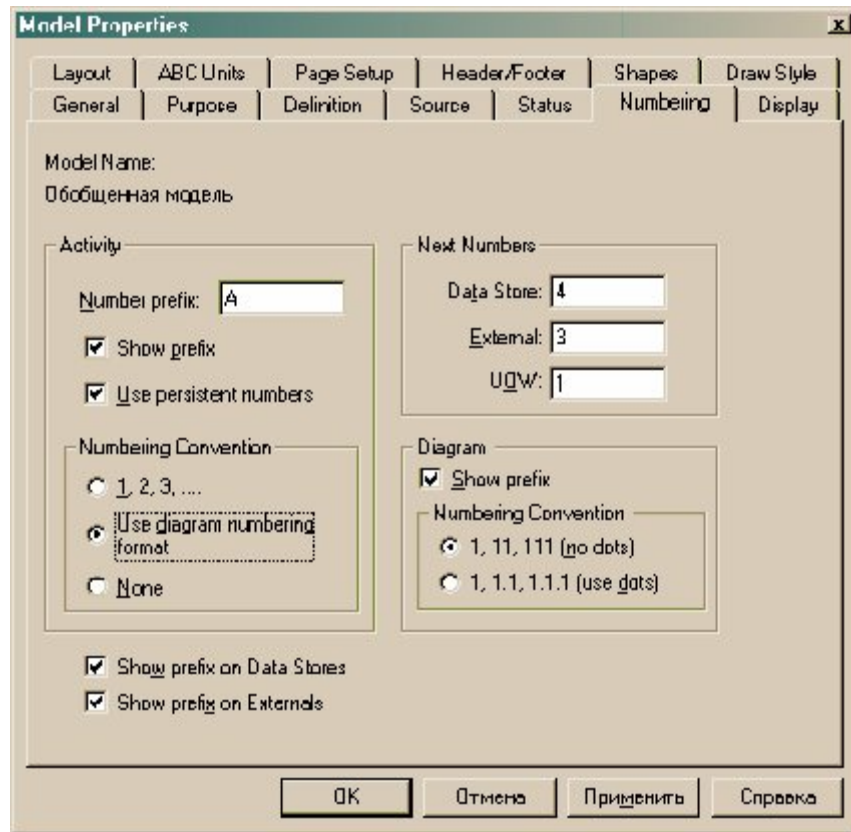 Model Properties
Layout ABC Units Page Setup Header/Footer Shapes Draw Style
General Purpose Definition Source Status Numbering Display
Model Name:
Обобщенная модель
Activity
Number prefix: A
Show prefix
Use persistent numbers
Numbering Convention
1, 2, 3, ....
Use diagram numbering
format
None
Next Numbers
Data Store: 4
External: 3
UOW: 1
Diagram
Show prefix
Numbering Convention
1, 11, 111 (no dots)
1, 1.1, 1.1.1 (use dots)
Show prefix on Data Stores
Show prefix on Externals
OK Отмена Применить Справка